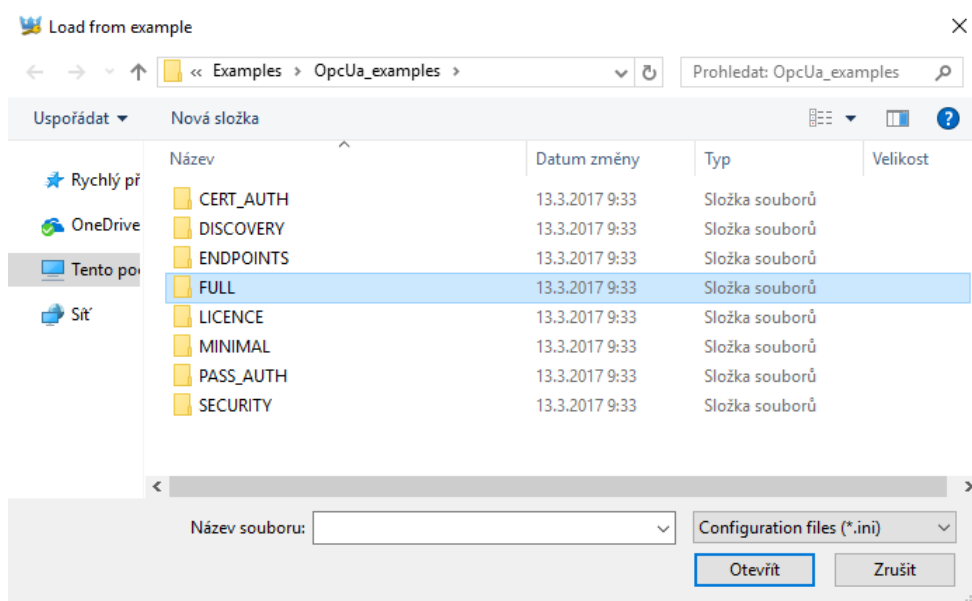 Load from example
« Examples > OpcUa_examples >
Prohledat: OpcUa_examples
Uspořádat
Nová složka
Název
Datum změny
Typ
Velikost
Rychlý př
OneDrive
Tento po
Síť
CERT_AUTH 13.3.2017 9:33 Složka souborů
DISCOVERY 13.3.2017 9:33 Složka souborů
ENDPOINTS 13.3.2017 9:33 Složka souborů
FULL 13.3.2017 9:33 Složka souborů
LICENCE 13.3.2017 9:33 Složka souborů
MINIMAL 13.3.2017 9:33 Složka souborů
PASS_AUTH 13.3.2017 9:33 Složka souborů
SECURITY 13.3.2017 9:33 Složka souborů
Název souboru:
Configuration files (*.ini)
Otevřít
Zrušit